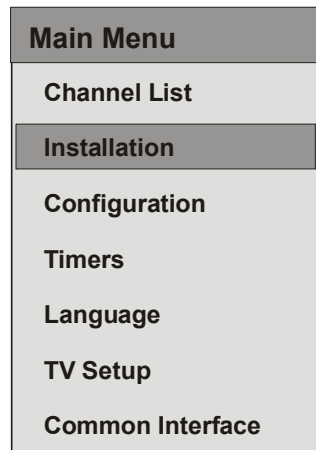 Main Menu
Channel List
Installation
Configuration
Timers
Language
TV Setup
Common Interface